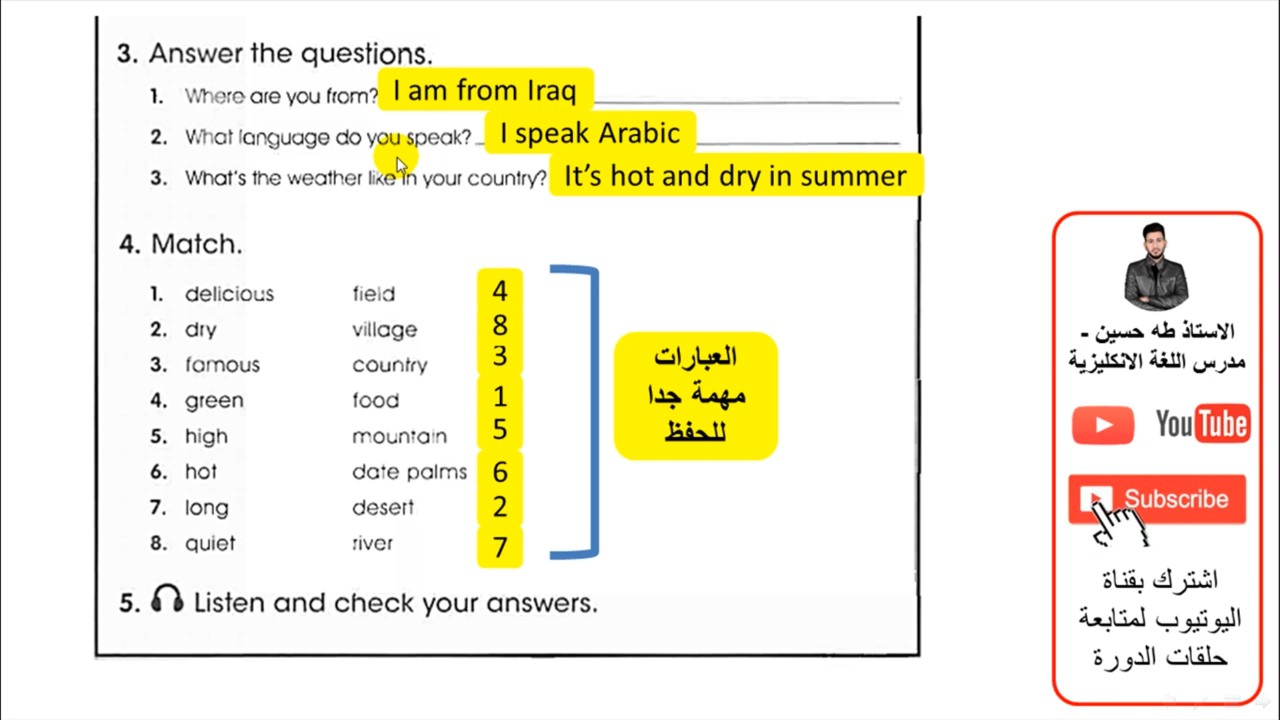 3. Answer the questions.
1. Where are you from? I am from Iraq
2. What language do you speak? I speak Arabic
3. What's the weather like in your country? It's hot and dry in summer
4. Match.
1. delicious field 4
2. dry village 8
3. famous country 3
4. green food 1
5. high mountain 5
6. hot date palms 6
7. long desert 2
8. quiet river 7
5. Listen and check your answers.
العبارات
مهمة جدا
للحفظ
الاستاذ طه حسين -
مدرس اللغة الانكليزية
YouTube
Subscribe
اشترك بقناة
اليوتيوب لمتابعة
حلقات الدورة